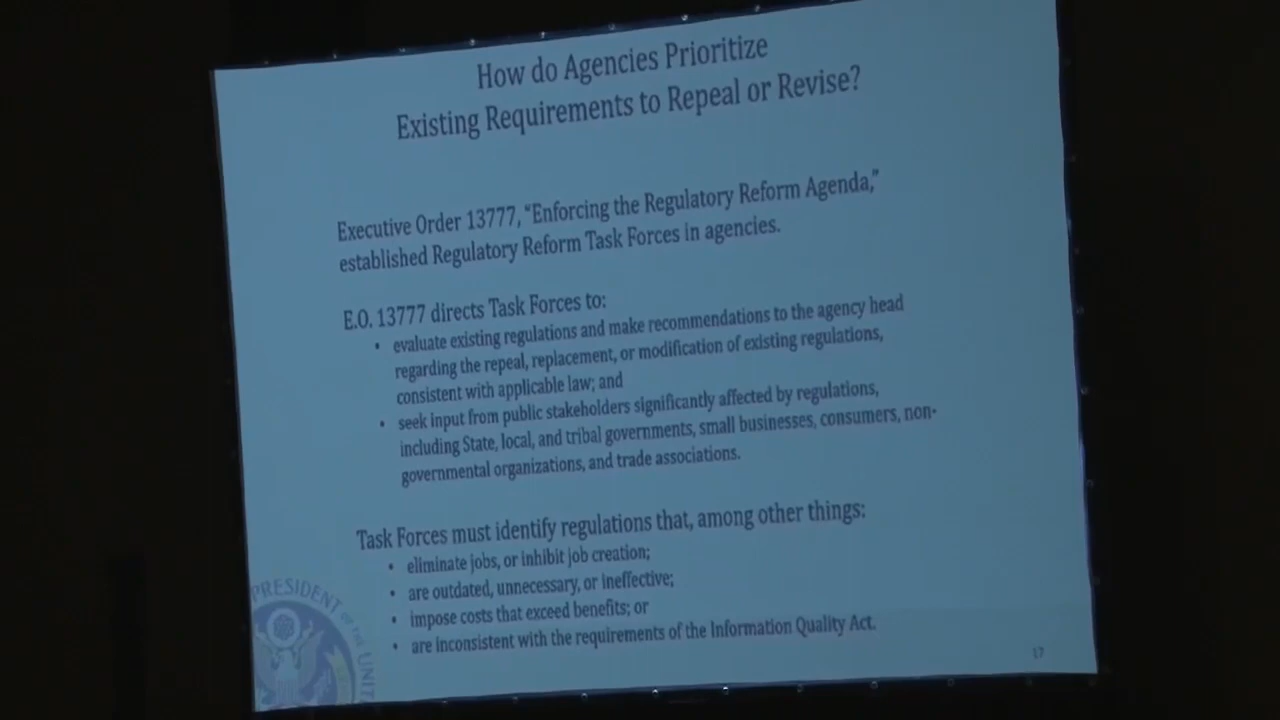 How do Agencies Prioritize
Existing Requirements to Repeal or Revise?
Executive Order 13777, “Enforcing the Regulatory Reform Agenda,”
established Regulatory Reform Task Forces in agencies.
E.O. 13777 directs Task Forces to:
• evaluate existing regulations and make recommendations to the agency head
regarding the repeal, replacement, or modification of existing regulations,
consistent with applicable law; and
• seek input from public stakeholders significantly affected by regulations,
including State, local, and tribal governments, small businesses, consumers, non-
governmental organizations, and trade associations.
Task Forces must identify regulations that, among other things:
• eliminate jobs, or inhibit job creation;
• are outdated, unnecessary, or ineffective;
• impose costs that exceed benefits; or
• are inconsistent with the requirements of the Information Quality Act.
PRESIDENT OF THE UNIT
17